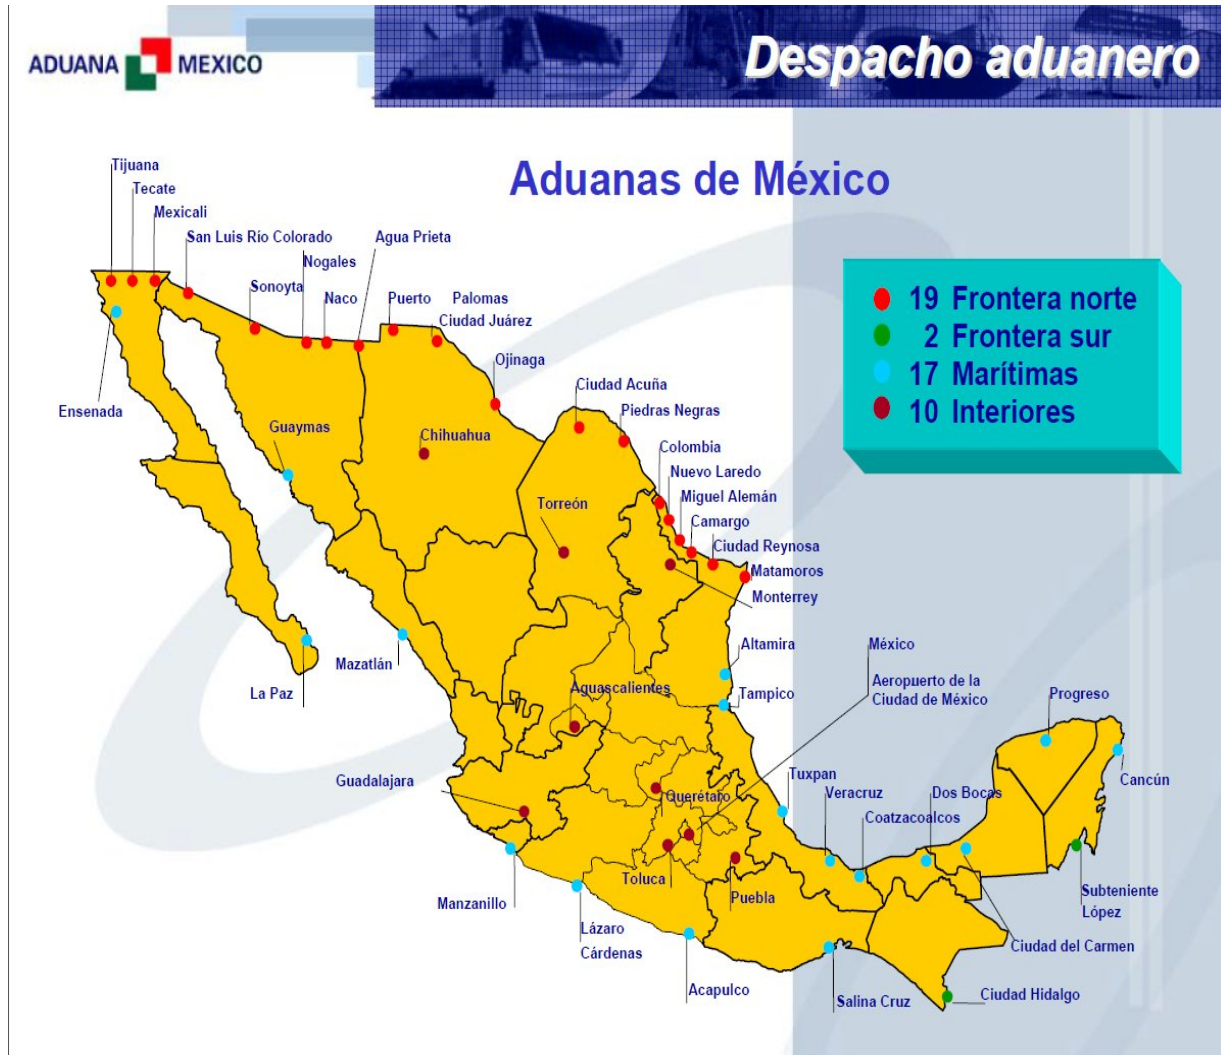 ADUANA MEXICO
Despacho aduanero
Aduanas de México
Tijuana
Tecate
Mexicali
San Luis Río Colorado
Agua Prieta
Nogales
Sonoyta
Naco
Puerto
Palomas
Ciudad Juárez
Ojinaga
Ciudad Acuña
Piedras Negras
19 Frontera norte
2 Frontera sur
17 Marítimas
10 Interiores
Ensenada
Guaymas
Chihuahua
Colombia
Nuevo Laredo
Miguel Alemán
Torreón
Camargo
Ciudad Reynosa
Matamoros
Monterrey
Altamira
México
Mazatlán
La Paz
Aguascalientes
Tampico
Aeropuerto de la
Ciudad de México
Progreso
Guadalajara
Querétaro
Tuxpan
Veracruz
Dos Bocas
Cancún
Coatzacoalcos
Toluca
Puebla
Subteniente
López
Manzanillo
Lázaro
Cárdenas
Ciudad del Carmen
Acapulco
Salina Cruz
Ciudad Hidalgo